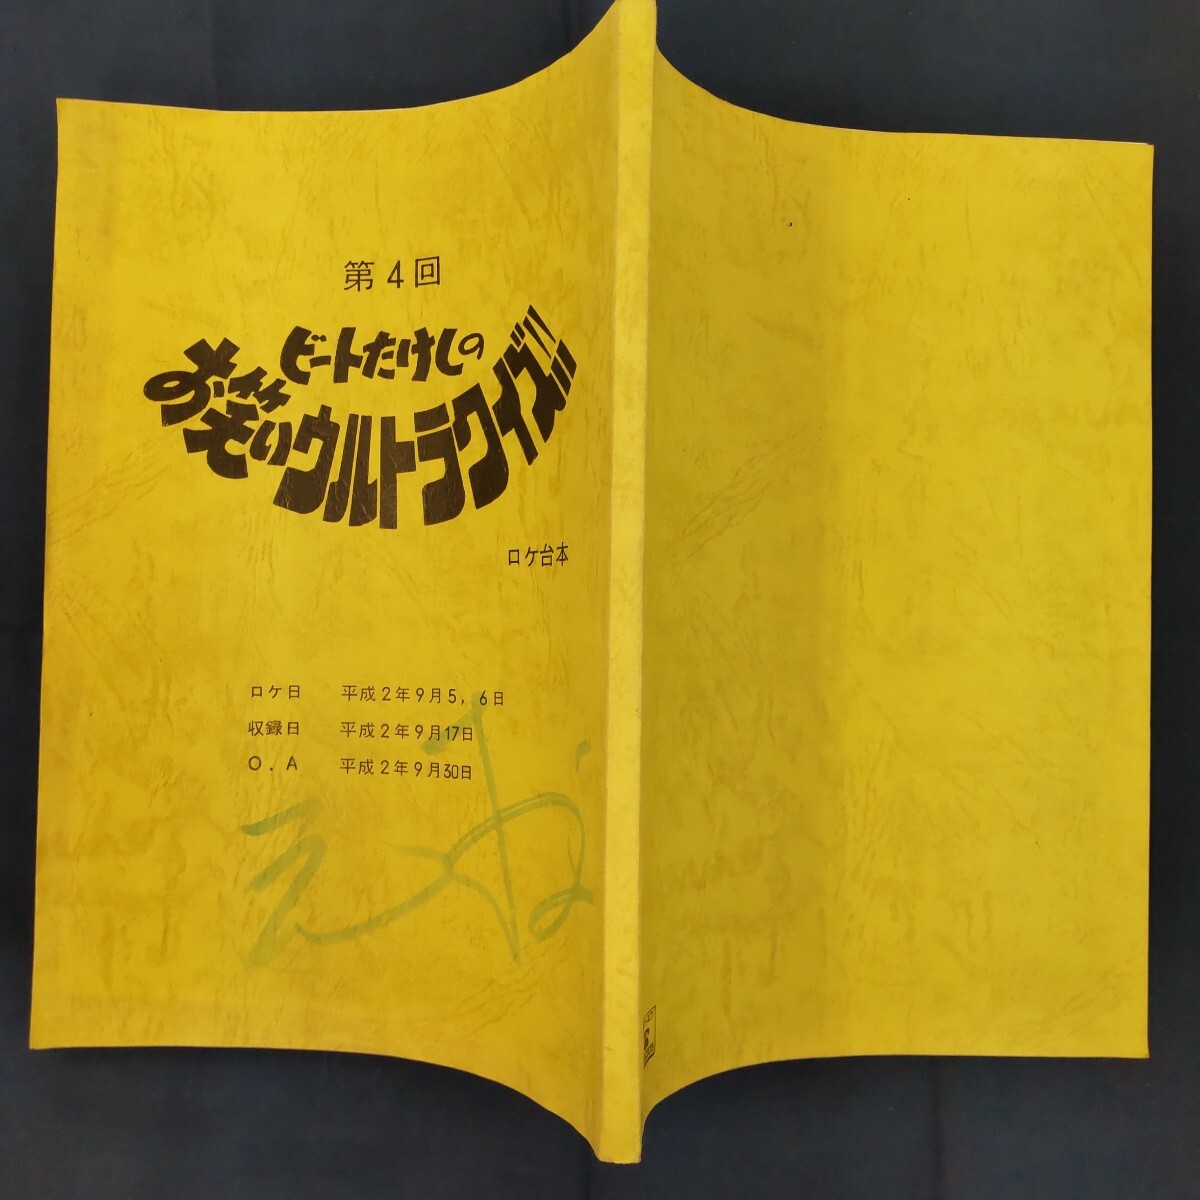 第4回
ビートたけしの
お笑いウルトラクイズ!!
ロケ台本
ロケ日 平成2年9月5,6日
収録日 平成2年9月17日
O.A 平成2年9月30日